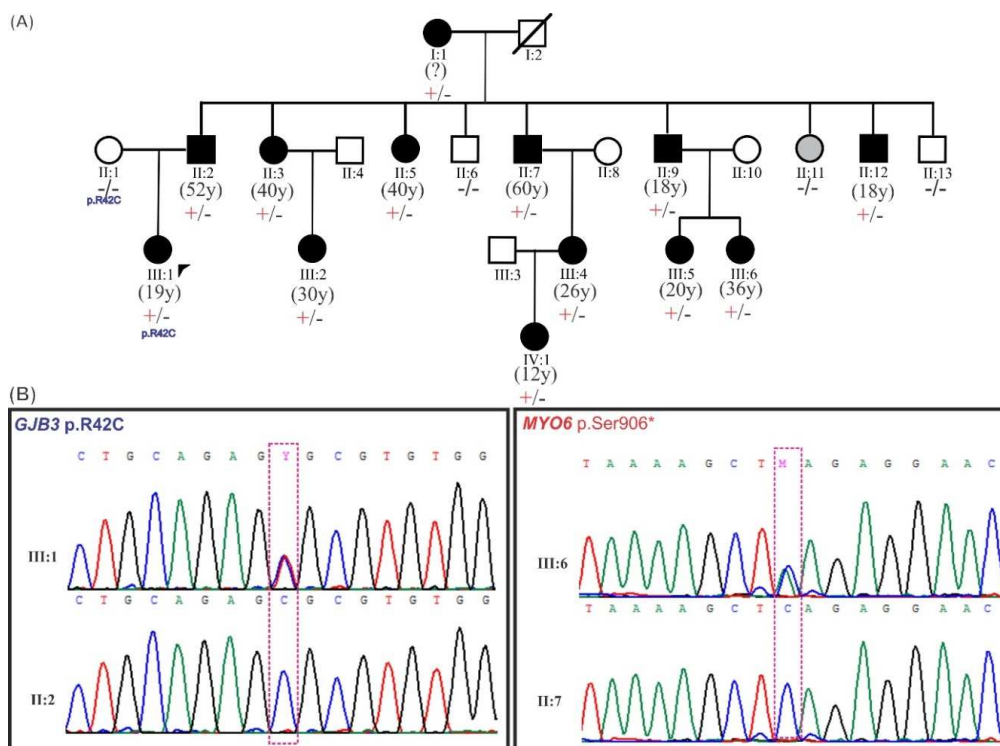 (A)
I:1
(?)
+/-
I:2
II:1
-/-
p.R42C
II:2
(52y)
+/-
II:3
(40y)
+/-
II:4
II:5
(40y)
+/-
II:6
-/-
II:7
(60y)
+/-
II:8
II:9
(18y)
+/-
II:10
II:11
-/-
II:12
(18y)
+/-
II:13
-/-
III:1
(19y)
+/-
p.R42C
III:2
(30y)
+/-
III:3
III:4
(26y)
+/-
III:5
(20y)
+/-
III:6
(36y)
+/-
IV:1
(12y)
+/-
(B)
GJB3 p.R42C
C T G C A G A G Y G C G T G T G G
III:1
C T G C A G A G C G C G T G T G G
II:2
MYO6 p.Ser906*
T A A A A G C T M A G A G G A A C
III:6
T A A A A G C T C A G A G G A A C
II:7